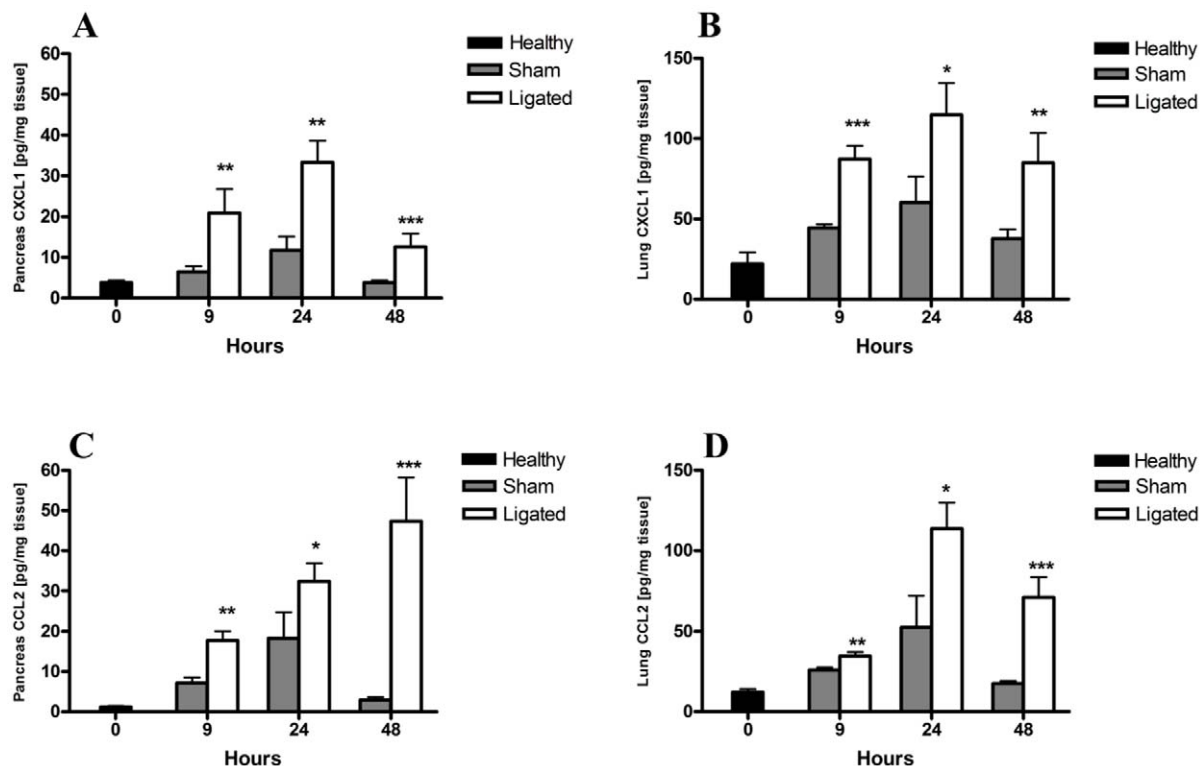 A
Pancreas CXCL1 [pg/mg tissue]
60
50
40
30
20
10
0
** ** ***
0 9 24 48
Hours
Healthy
Sham
Ligated
B
Lung CXCL1 [pg/mg tissue]
150
100
50
0
*** * **
0 9 24 48
Hours
Healthy
Sham
Ligated
C
Pancreas CCL2 [pg/mg tissue]
60
50
40
30
20
10
0
** * ***
0 9 24 48
Hours
Healthy
Sham
Ligated
D
Lung CCL2 [pg/mg tissue]
150
100
50
0
** * ***
0 9 24 48
Hours
Healthy
Sham
Ligated